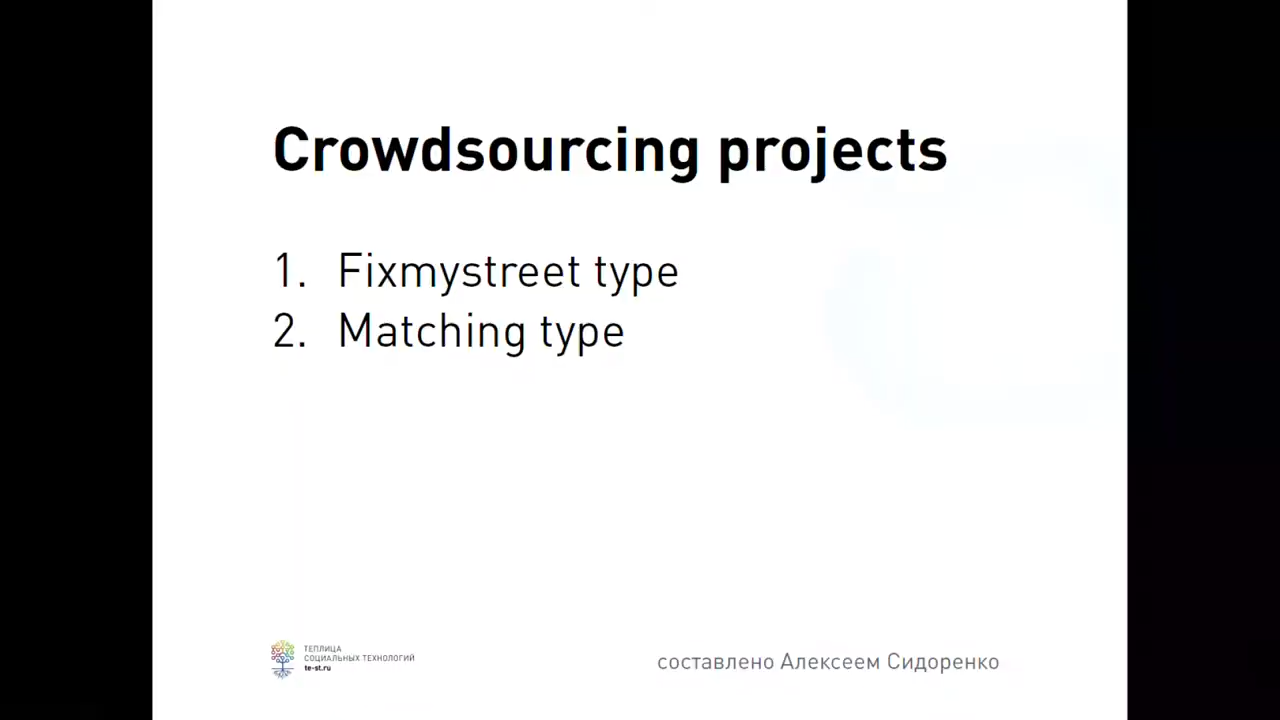 Crowdsourcing projects
1. Fixmystreet type
2. Matching type
ТЕПЛИЦА
СОЦИАЛЬНЫХ ТЕХНОЛОГИЙ
te-st.ru
составлено Алексеем Сидоренко